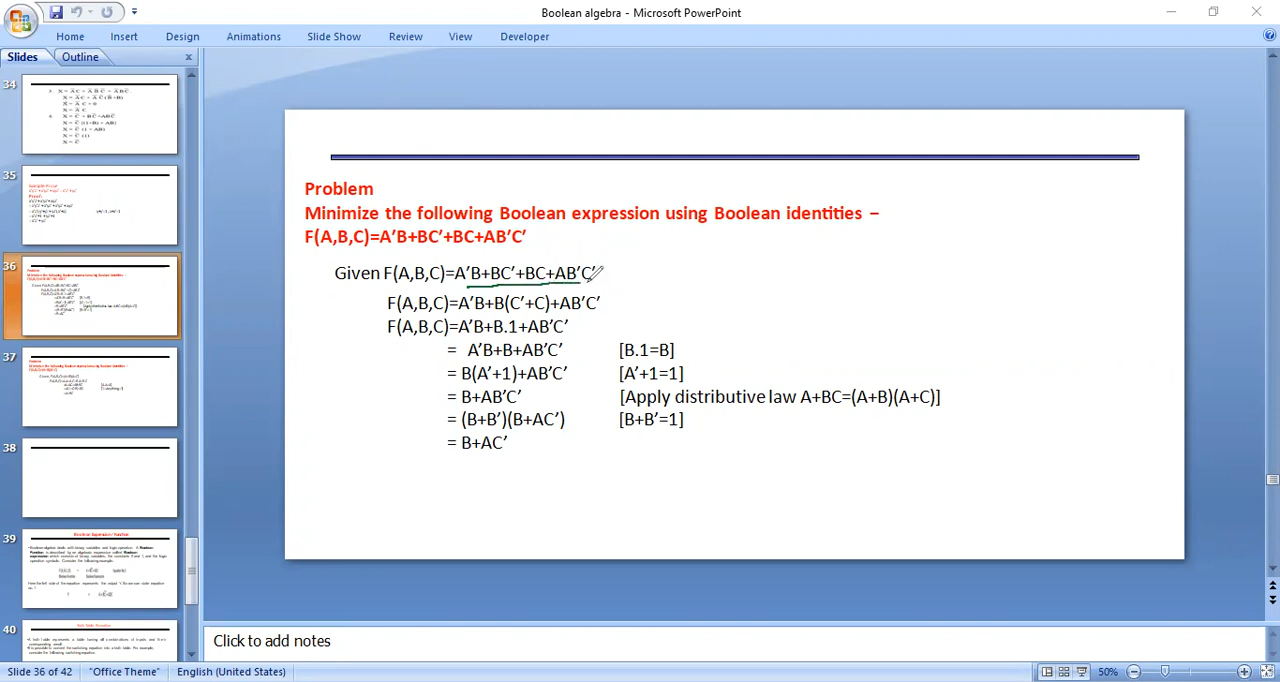 Boolean algebra - Microsoft PowerPoint
Home Insert Design Animations Slide Show Review View Developer
Slides Outline
34
35
36
37
38
39
40
Problem
Minimize the following Boolean expression using Boolean identities –
F(A,B,C)=A’B+BC’+BC+AB’C’
Given F(A,B,C)=A’B+BC’+BC+AB’C’
F(A,B,C)=A’B+B(C’+C)+AB’C’
F(A,B,C)=A’B+B.1+AB’C’
= A’B+B+AB’C’ [B.1=B]
= B(A’+1)+AB’C’ [A’+1=1]
= B+AB’C’ [Apply distributive law A+BC=(A+B)(A+C)]
= (B+B’)(B+AC’) [B+B’=1]
= B+AC’
Click to add notes
Slide 36 of 42 "Office Theme" English (United States) 50%